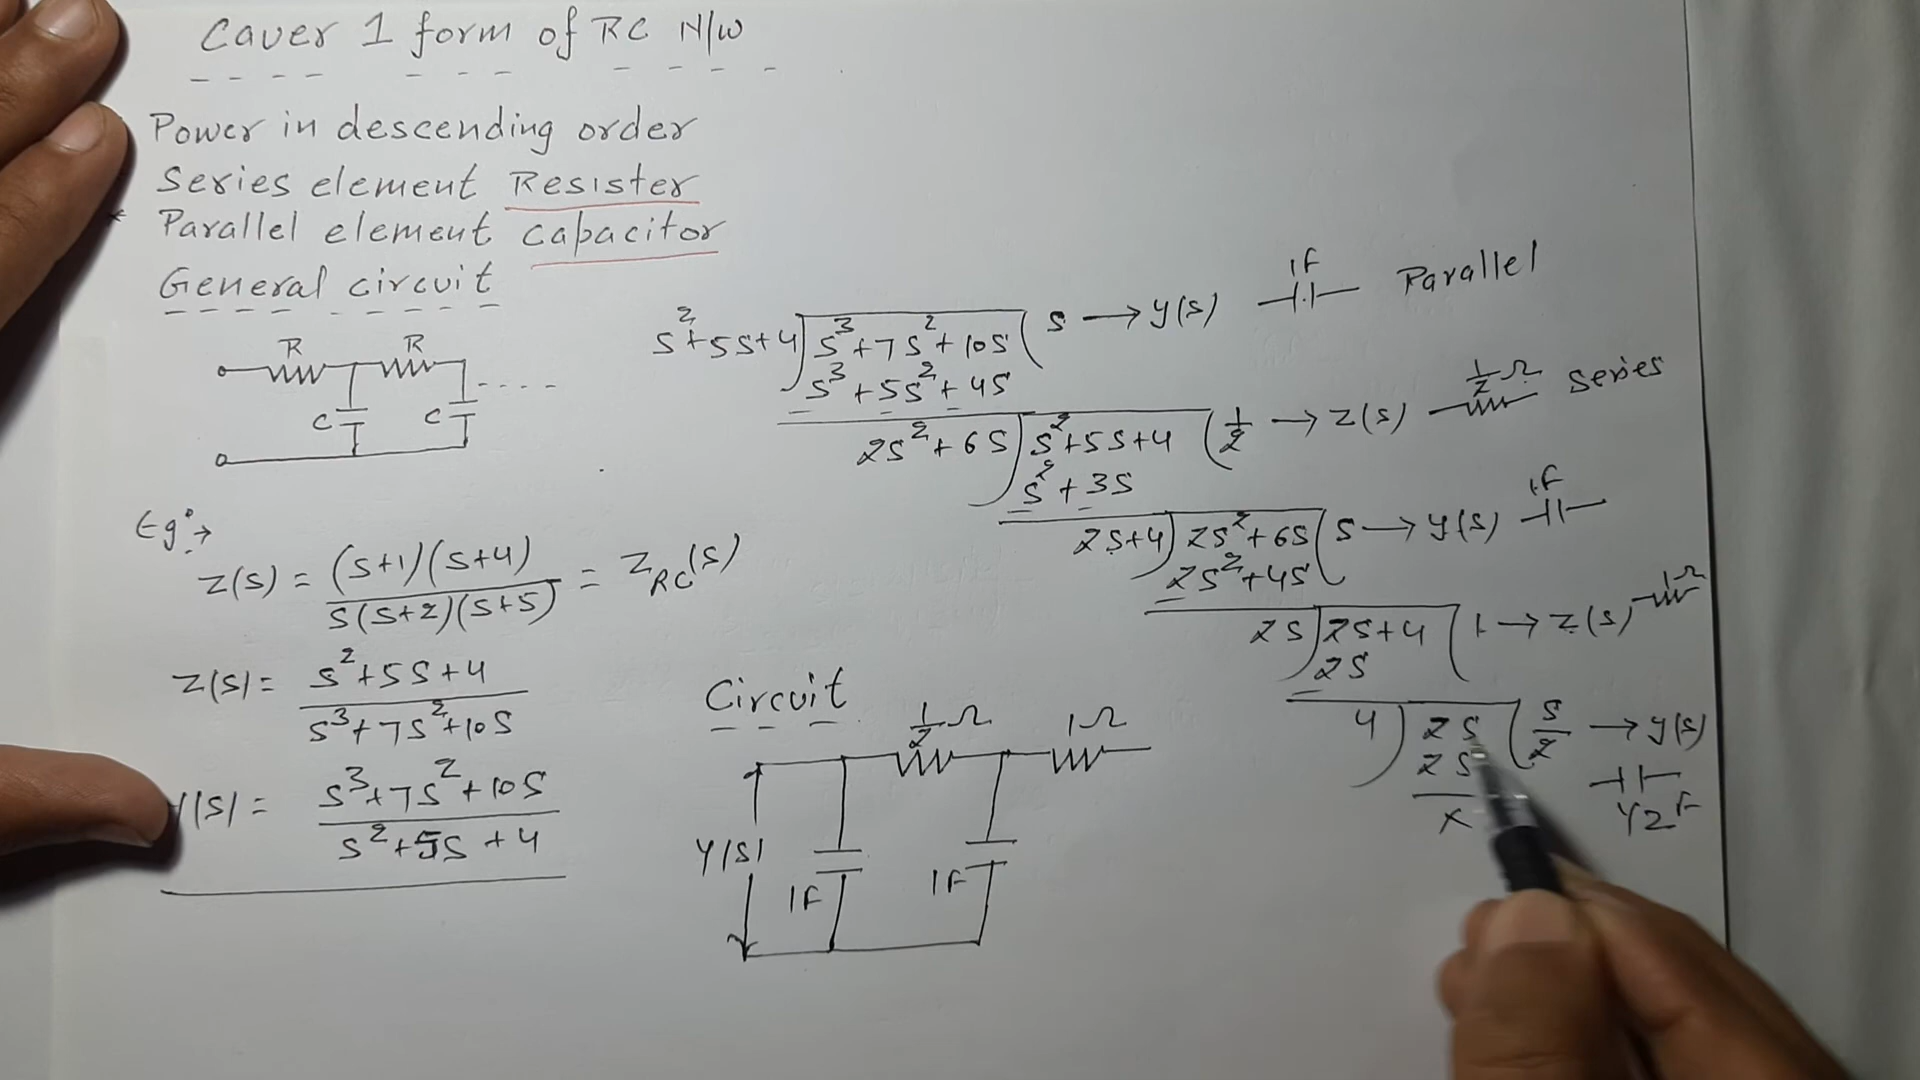 Cauer 1 form of RC N/W
Power in descending order
Series element Resister
* Parallel element capacitor
General circuit
R R
C C
Eg:→
Z(s) = (s+1)(s+4) / s(s+2)(s+5) = Z_RC(s)
Z(s) = s²+5s+4 / s³+7s²+10s
Y(s) = s³+7s²+10s / s²+5s+4
s²+5s+4) s³+7s²+10s ( s → y(s) 1F Parallel
s³+5s²+4s
2s²+6s) s²+5s+4 ( 1/2 → z(s) 1/2 Ω series
s²+3s
2s+4) 2s²+6s ( s → y(s) 1F
2s²+4s
2s) 2s+4 ( 1 → z(s) 1Ω
2s
4) 2s ( s/2 → y(s)
2s
x
1/2 F
Circuit
1/2 Ω 1Ω
Y(s)
1F 1F